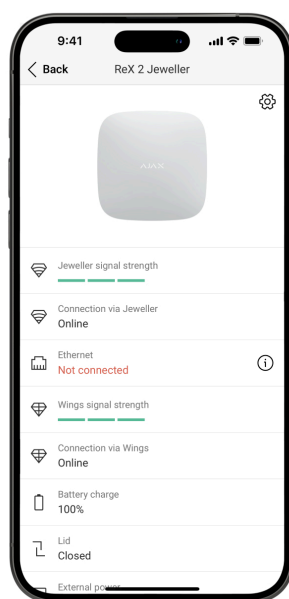 9:41
Back
ReX 2 Jeweller
AJAX
Jeweller signal strength
Connection via Jeweller
Online
Ethernet
Not connected
Wings signal strength
Connection via Wings
Online
Battery charge
100%
Lid
Closed
External power